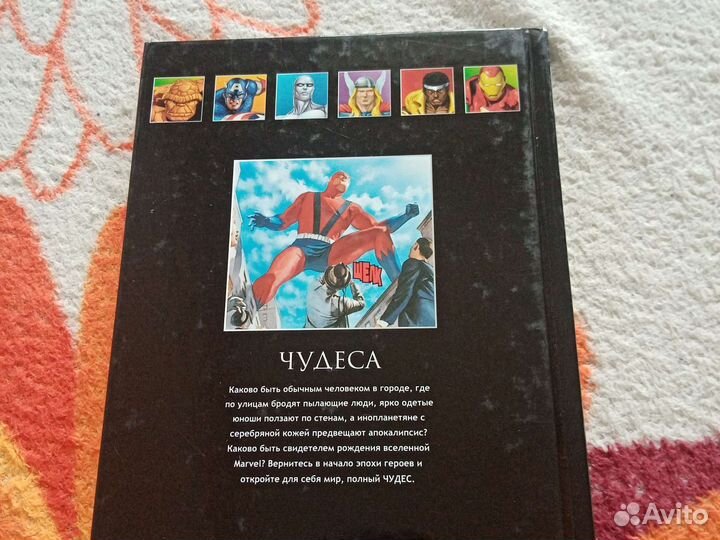 ЩЕЛК
ЧУДЕСА
Каково быть обычным человеком в городе, где
по улицам бродят пылающие люди, ярко одетые
юноши ползают по стенам, а инопланетяне с
серебряной кожей предвещают апокалипсис?
Каково быть свидетелем рождения вселенной
Marvel? Вернитесь в начало эпохи героев и
откройте для себя мир, полный ЧУДЕС.
Avito